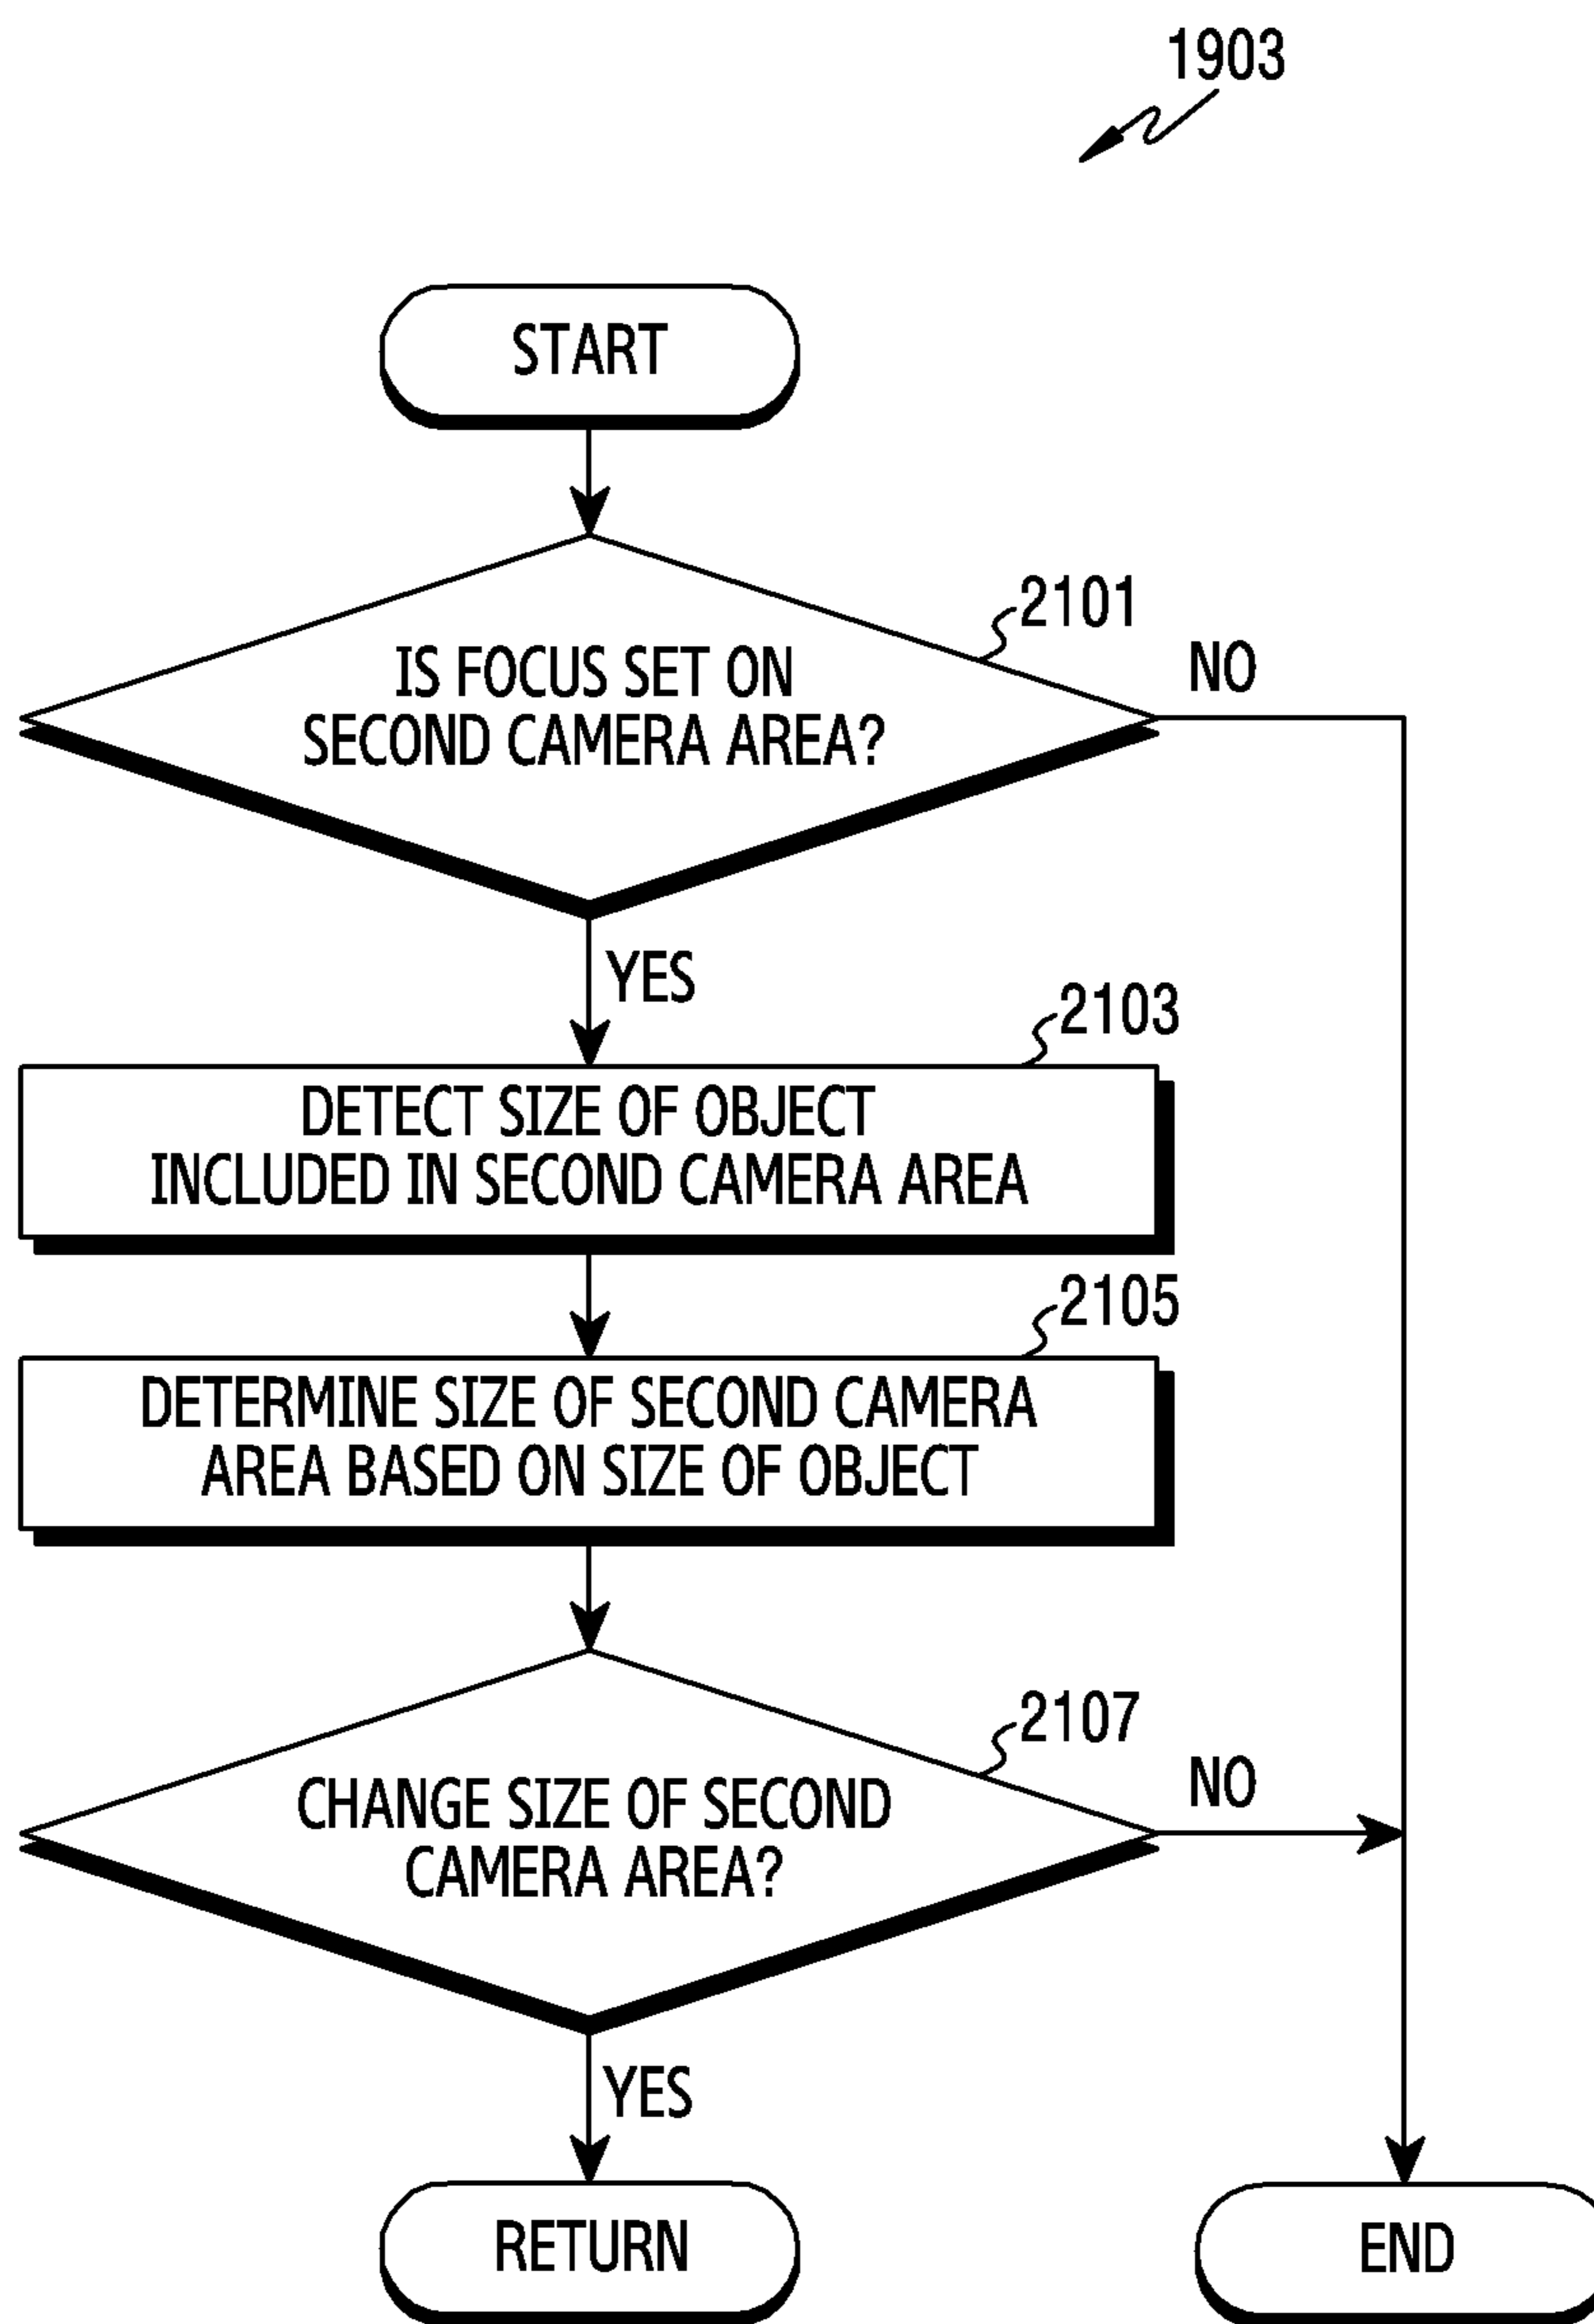 1903
START
2101
IS FOCUS SET ON
SECOND CAMERA AREA?
NO
YES
2103
DETECT SIZE OF OBJECT
INCLUDED IN SECOND CAMERA AREA
2105
DETERMINE SIZE OF SECOND CAMERA
AREA BASED ON SIZE OF OBJECT
2107
CHANGE SIZE OF SECOND
CAMERA AREA?
NO
YES
RETURN
END